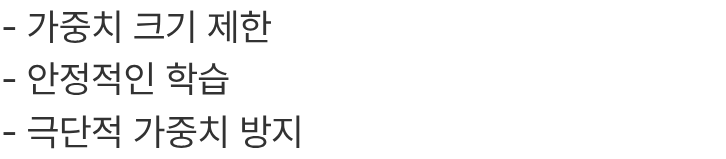 - 가중치 크기 제한
- 안정적인 학습
- 극단적 가중치 방지